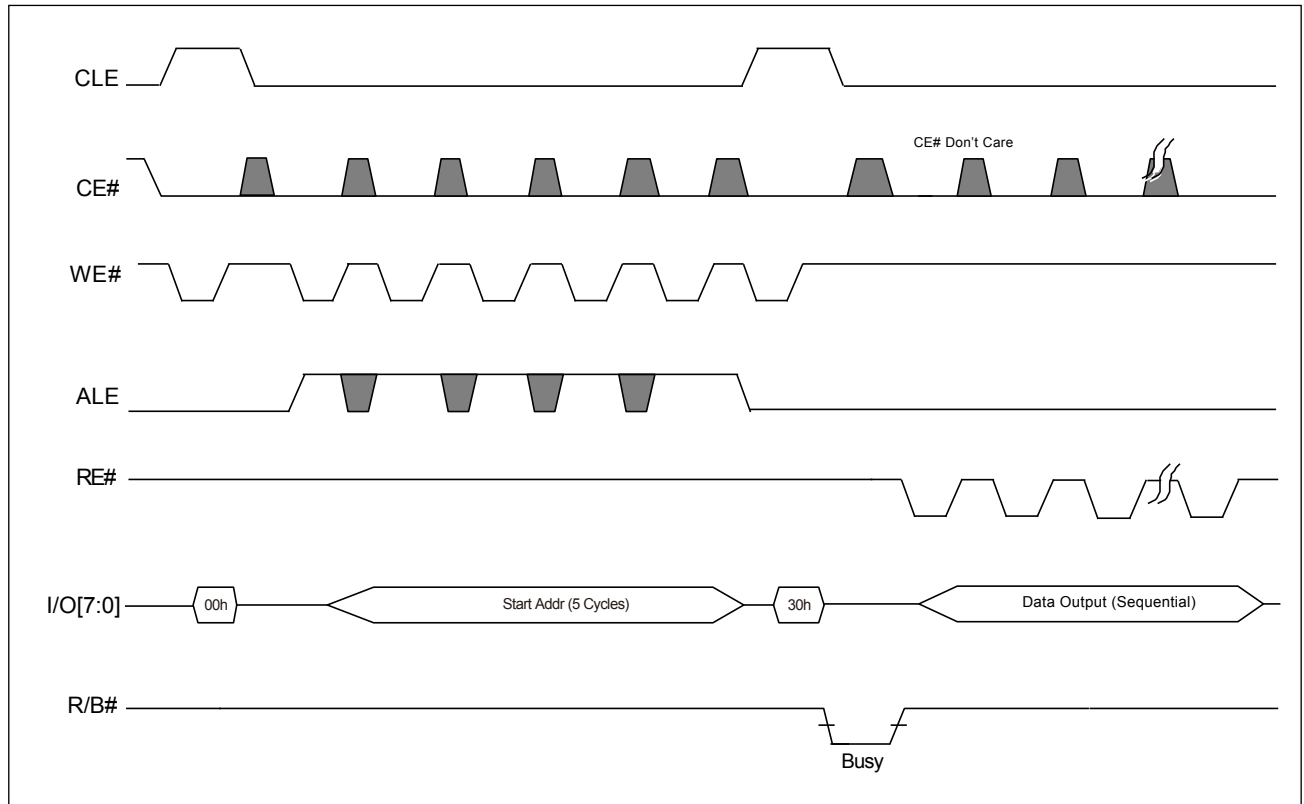 CLE
CE# Don't Care
CE#
WE#
ALE
RE#
I/O[7:0]
00h
Start Addr (5 Cycles)
30h
Data Output (Sequential)
R/B#
Busy